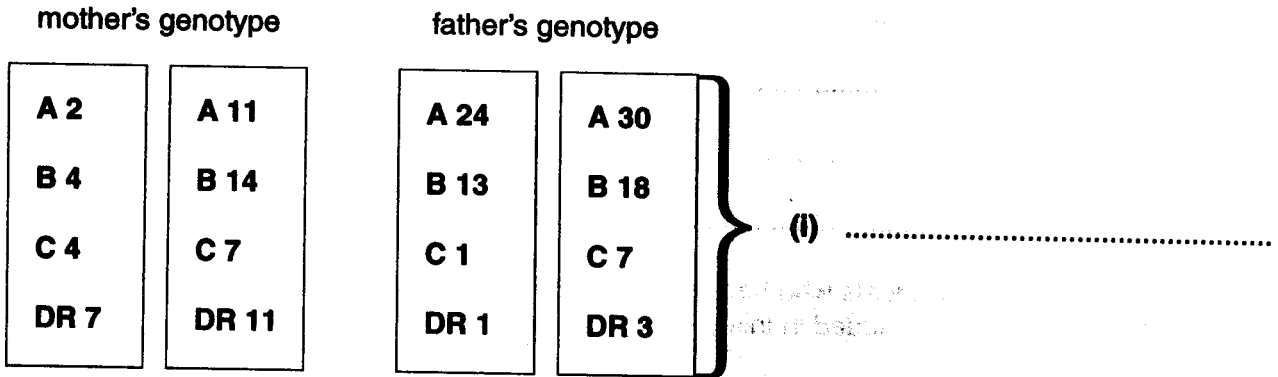 mother's genotype father's genotype
A 2 A 11 A 24 A 30
B 4 B 14 B 13 B 18
(i) ........................................................
C 4 C 7 C 1 C 7
DR 7 DR 11 DR 1 DR 3